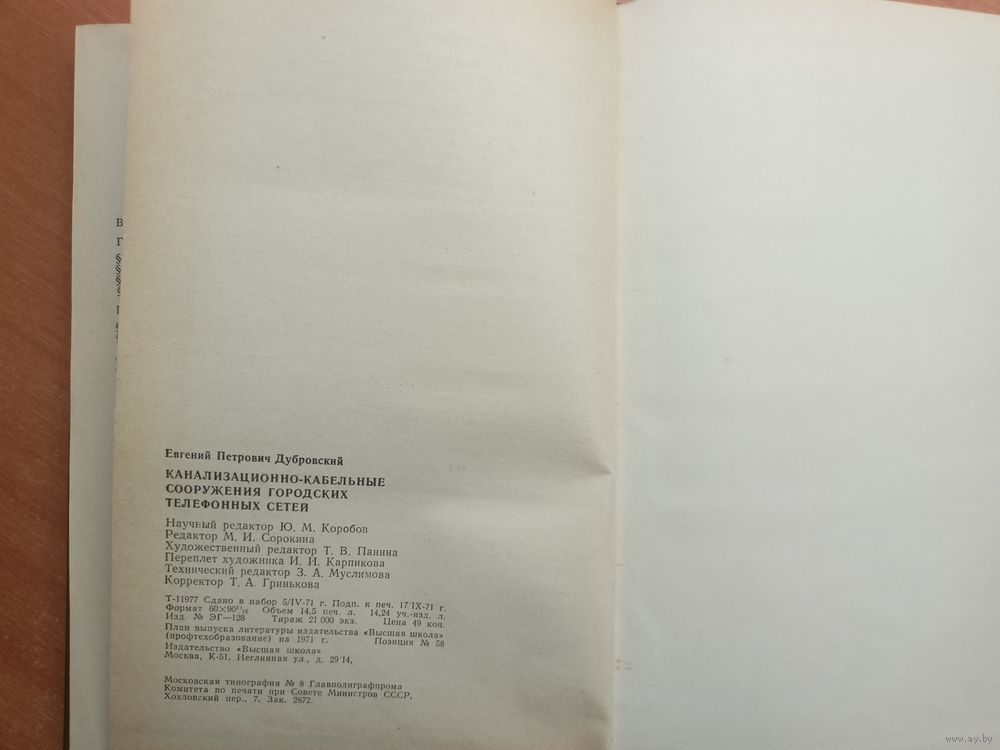 В
Г
§
§
§
§
Евгений Петрович Дубровский
КАНАЛИЗАЦИОННО-КАБЕЛЬНЫЕ
СООРУЖЕНИЯ ГОРОДСКИХ
ТЕЛЕФОННЫХ СЕТЕЙ
Научный редактор Ю. М. Коробов
Редактор М. И. Сорокина
Художественный редактор Т. В. Панина
Переплет художника И. И. Карпикова
Технический редактор З. А. Муслимова
Корректор Т. А. Гринькова
Т-11977 Сдано в набор 5/IV-71 г. Подп. к печ. 17/IX-71 г.
Формат 60×90¹/₁₆ Объем 14,5 печ. л. 14,24 уч.-изд. л.
Изд. № ЭГ—128 Тираж 21 000 экз. Цена 49 коп.
План выпуска литературы издательства «Высшая школа»
(профтехобразование) на 1971 г. Позиция № 58
Издательство «Высшая школа»
Москва, К-51, Неглинная ул., д. 29/14,
Московская типография № 8 Главполиграфпрома
Комитета по печати при Совете Министров СССР,
Хохловский пер., 7. Зак. 2872.
www.ay.by